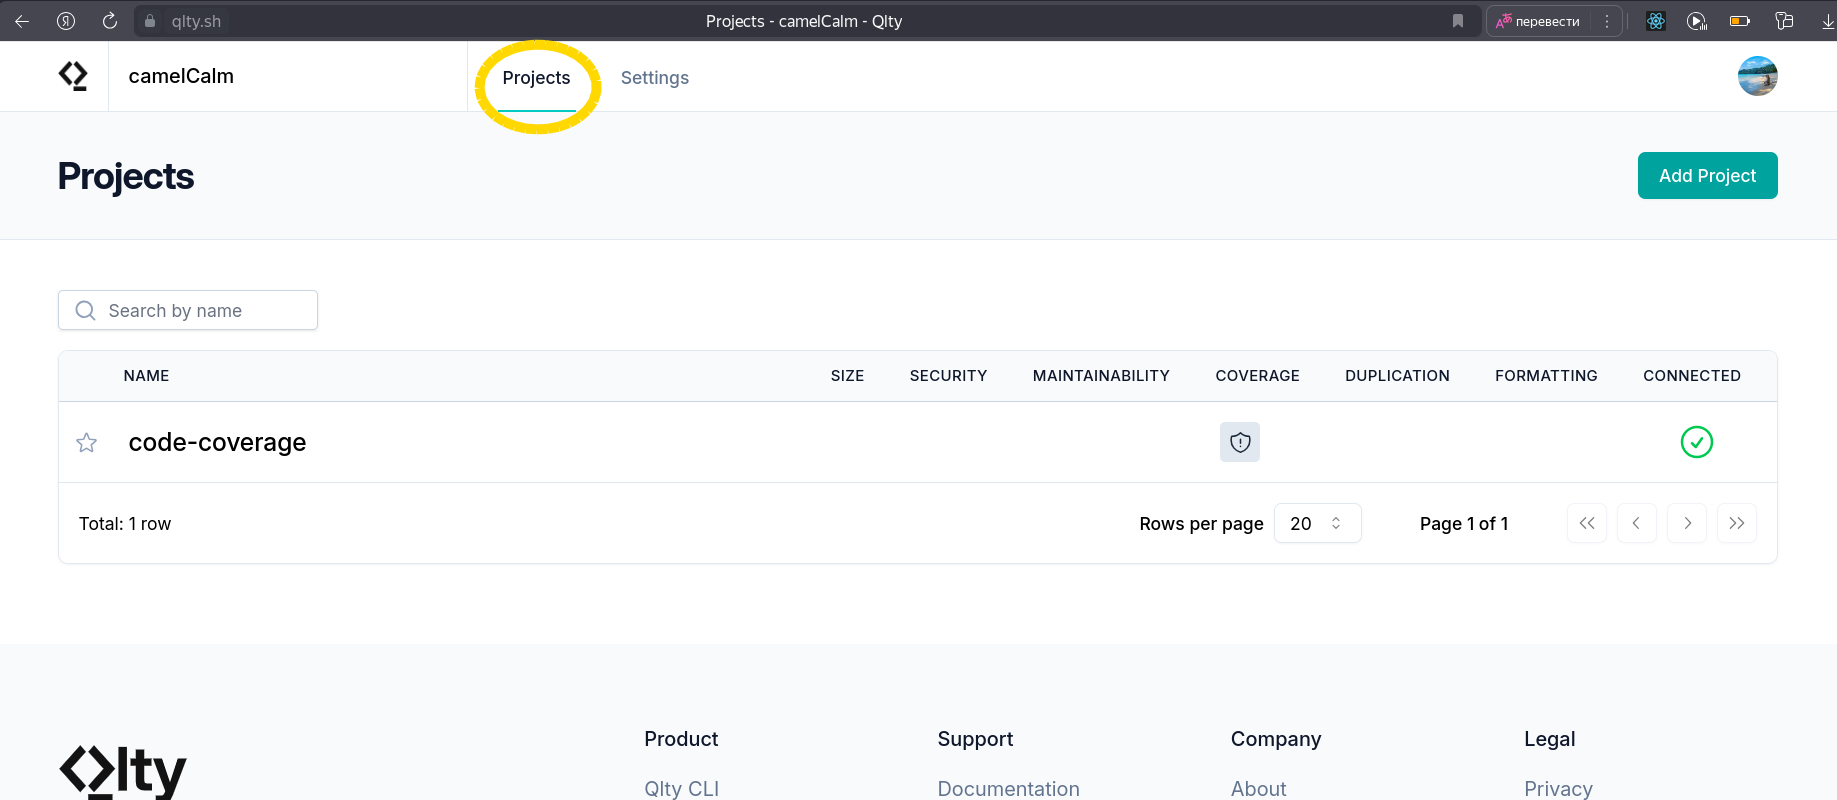 qlty.sh
Projects - camelCalm - Qlty
перевести
camelCalm
Projects
Settings
Projects
Add Project
Search by name
NAME SIZE SECURITY MAINTAINABILITY COVERAGE DUPLICATION FORMATTING CONNECTED
code-coverage
Total: 1 row
Rows per page 20
Page 1 of 1
Qlty
Product Support Company Legal
Qlty CLI Documentation About Privacy